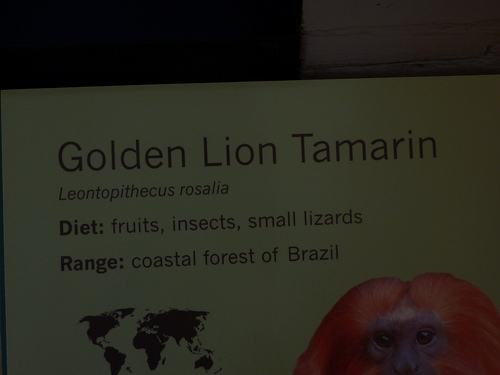 Golden Lion Tamarin
Leontopithecus rosalia
Diet: fruits, insects, small lizards
Range: coastal forest of Brazil